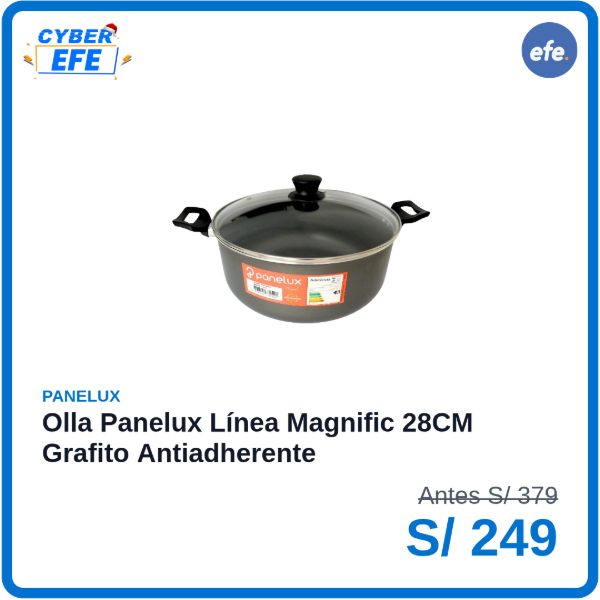 CYBER
EFE
efe.
panelux
PANELUX
Olla Panelux Línea Magnific 28CM
Grafito Antiadherente
Antes S/ 379
S/ 249